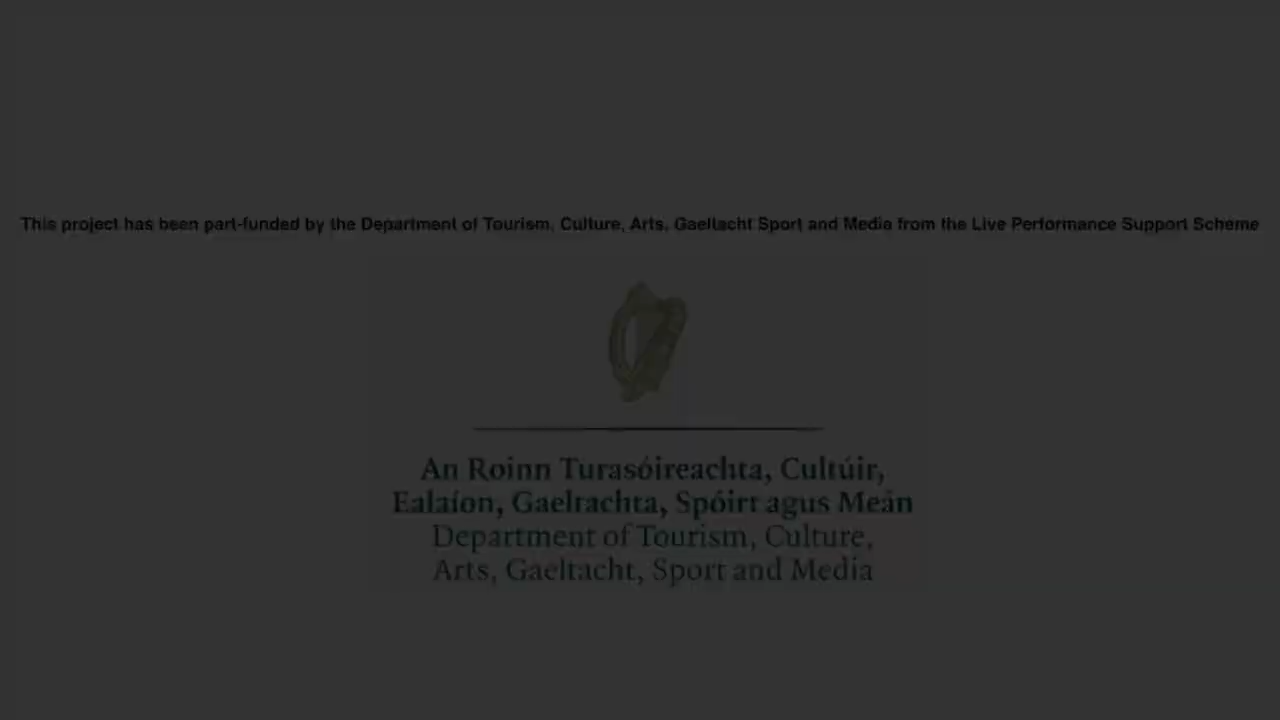 This project has been part-funded by the Department of Tourism, Culture, Arts, Gaeltacht Sport and Media from the Live Performance Support Scheme
An Roinn Turasóireachta, Cultúir,
Ealaíon, Gaeltachta, Spóirt agus Meán
Department of Tourism, Culture,
Arts, Gaeltacht, Sport and Media